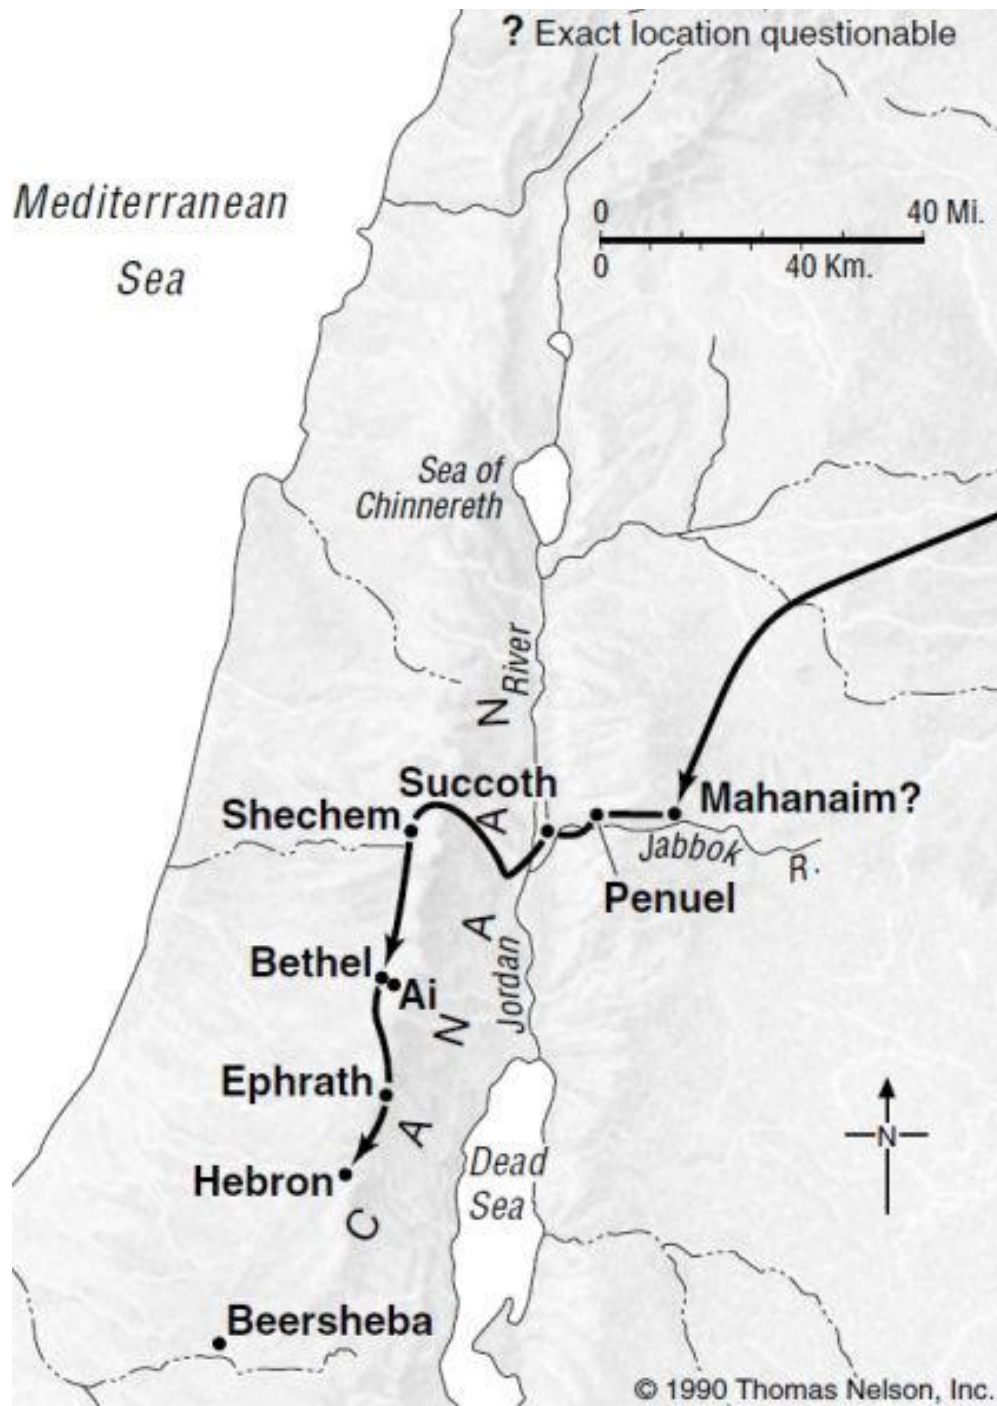 ? Exact location questionable
Mediterranean
Sea
0 40 Mi.
0 40 Km.
Sea of
Chinnereth
River
Succoth
Shechem
Mahanaim?
Jabbok R.
Penuel
Bethel
Ai
Jordan
CANAAN
Ephrath
N
Hebron
Dead
Sea
Beersheba
© 1990 Thomas Nelson, Inc.